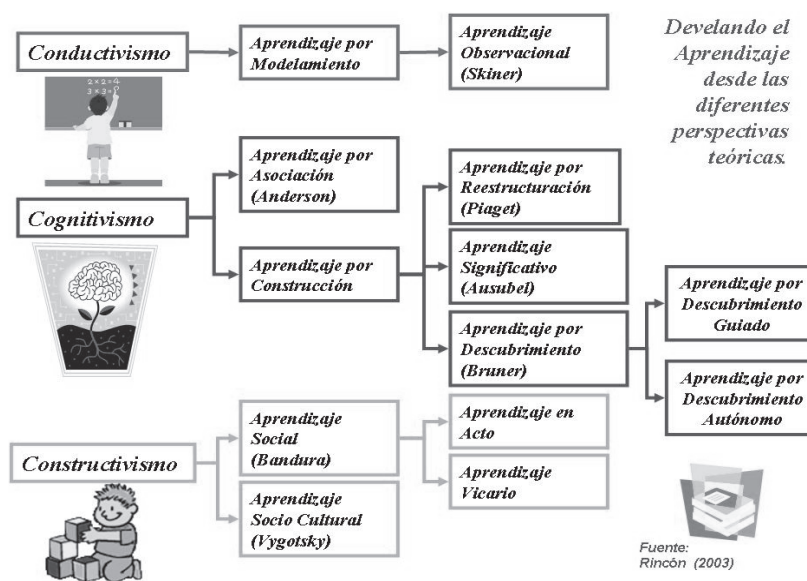 Develando el
Aprendizaje
desde las
diferentes
perspectivas
teóricas.
Conductivismo
Aprendizaje por
Modelamiento
Aprendizaje
Observacional
(Skiner)
2 x 2 = 4
3 x 3 =
Cognitivismo
Aprendizaje por
Asociación
(Anderson)
Aprendizaje por
Construcción
Aprendizaje por
Reestructuración
(Piaget)
Aprendizaje
Significativo
(Ausubel)
Aprendizaje por
Descubrimiento
(Bruner)
Aprendizaje por
Descubrimiento
Guiado
Aprendizaje por
Descubrimiento
Autónomo
Constructivismo
Aprendizaje
Social
(Bandura)
Aprendizaje
Socio Cultural
(Vygotsky)
Aprendizaje en
Acto
Aprendizaje
Vicario
Fuente:
Rincón (2003)